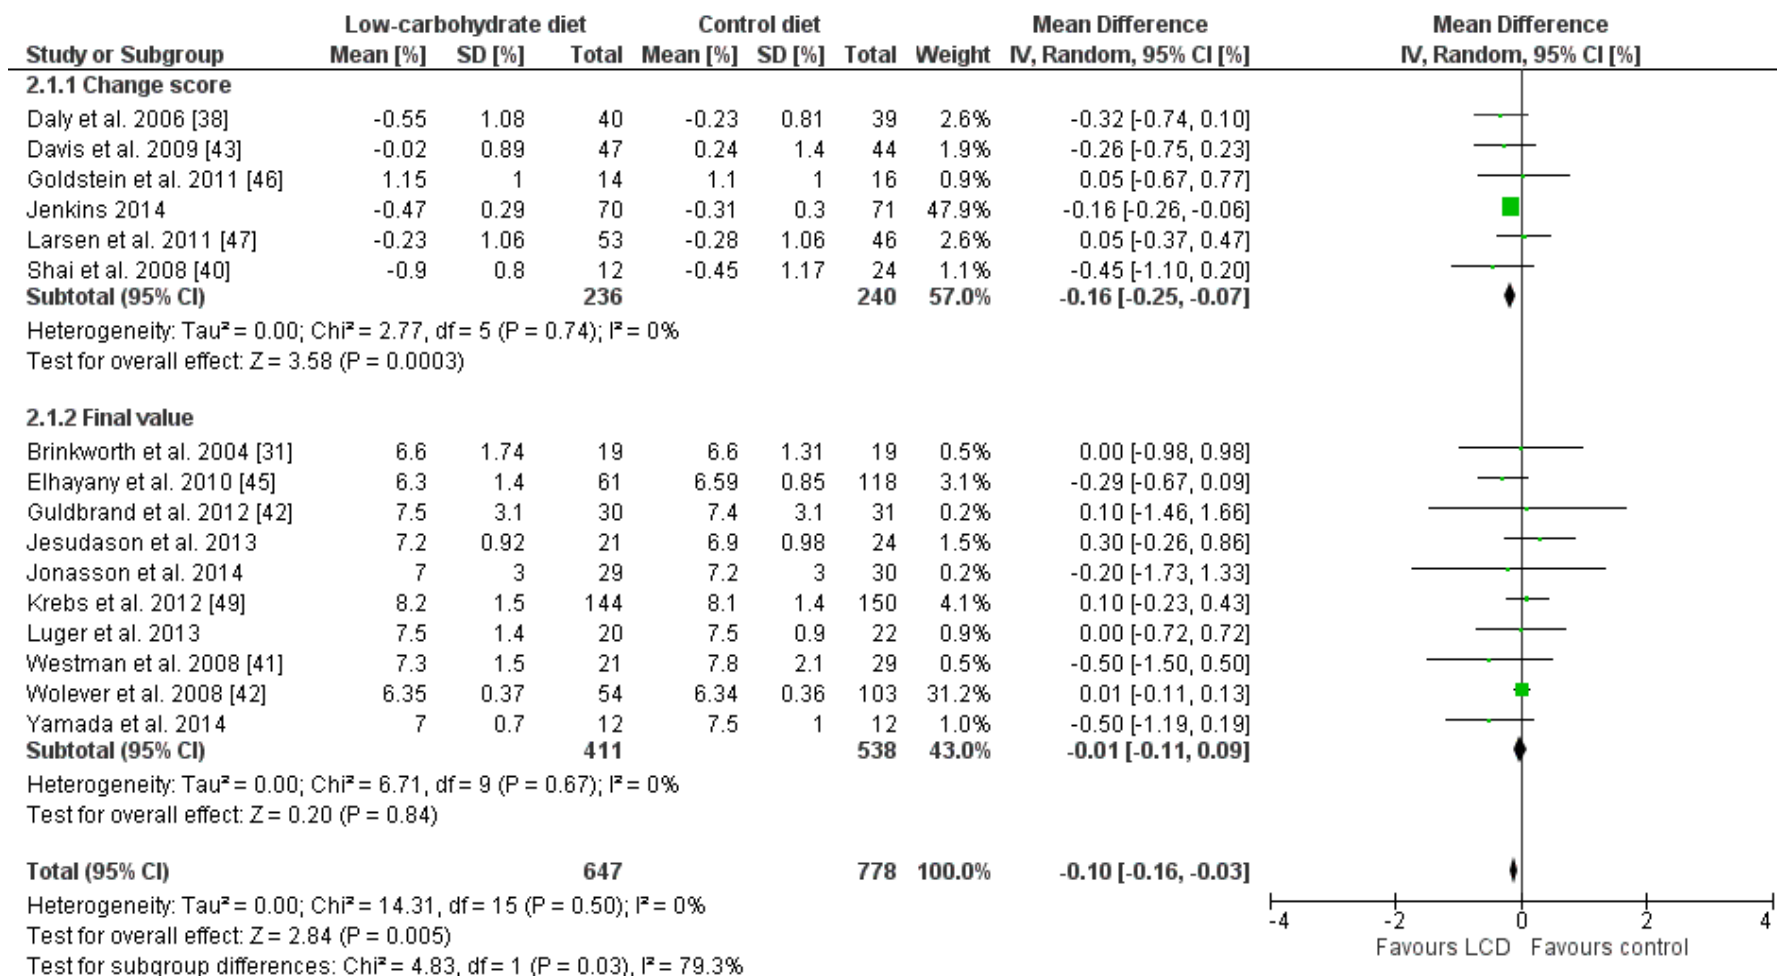 Low-carbohydrate diet Control diet Mean Difference Mean Difference
Study or Subgroup Mean [%] SD [%] Total Mean [%] SD [%] Total Weight IV, Random, 95% CI [%] IV, Random, 95% CI [%]
2.1.1 Change score
Daly et al. 2006 [38] -0.55 1.08 40 -0.23 0.81 39 2.6% -0.32 [-0.74, 0.10]
Davis et al. 2009 [43] -0.02 0.89 47 0.24 1.4 44 1.9% -0.26 [-0.75, 0.23]
Goldstein et al. 2011 [46] 1.15 1 14 1.1 1 16 0.9% 0.05 [-0.67, 0.77]
Jenkins 2014 -0.47 0.29 70 -0.31 0.3 71 47.9% -0.16 [-0.26, -0.06]
Larsen et al. 2011 [47] -0.23 1.06 53 -0.28 1.06 46 2.6% 0.05 [-0.37, 0.47]
Shai et al. 2008 [40] -0.9 0.8 12 -0.45 1.17 24 1.1% -0.45 [-1.10, 0.20]
Subtotal (95% CI) 236 240 57.0% -0.16 [-0.25, -0.07]
Heterogeneity: Tau² = 0.00; Chi² = 2.77, df = 5 (P = 0.74); I² = 0%
Test for overall effect: Z = 3.58 (P = 0.0003)
2.1.2 Final value
Brinkworth et al. 2004 [31] 6.6 1.74 19 6.6 1.31 19 0.5% 0.00 [-0.98, 0.98]
Elhayany et al. 2010 [45] 6.3 1.4 61 6.59 0.85 118 3.1% -0.29 [-0.67, 0.09]
Guldbrand et al. 2012 [42] 7.5 3.1 30 7.4 3.1 31 0.2% 0.10 [-1.46, 1.66]
Jesudason et al. 2013 7.2 0.92 21 6.9 0.98 24 1.5% 0.30 [-0.26, 0.86]
Jonasson et al. 2014 7 3 29 7.2 3 30 0.2% -0.20 [-1.73, 1.33]
Krebs et al. 2012 [49] 8.2 1.5 144 8.1 1.4 150 4.1% 0.10 [-0.23, 0.43]
Luger et al. 2013 7.5 1.4 20 7.5 0.9 22 0.9% 0.00 [-0.72, 0.72]
Westman et al. 2008 [41] 7.3 1.5 21 7.8 2.1 29 0.5% -0.50 [-1.50, 0.50]
Wolever et al. 2008 [42] 6.35 0.37 54 6.34 0.36 103 31.2% 0.01 [-0.11, 0.13]
Yamada et al. 2014 7 0.7 12 7.5 1 12 1.0% -0.50 [-1.19, 0.19]
Subtotal (95% CI) 411 538 43.0% -0.01 [-0.11, 0.09]
Heterogeneity: Tau² = 0.00; Chi² = 6.71, df = 9 (P = 0.67); I² = 0%
Test for overall effect: Z = 0.20 (P = 0.84)
Total (95% CI) 647 778 100.0% -0.10 [-0.16, -0.03]
Heterogeneity: Tau² = 0.00; Chi² = 14.31, df = 15 (P = 0.50); I² = 0%
Test for overall effect: Z = 2.84 (P = 0.005)
Test for subgroup differences: Chi² = 4.83, df = 1 (P = 0.03), I² = 79.3%
-4 -2 0 2 4
Favours LCD Favours control